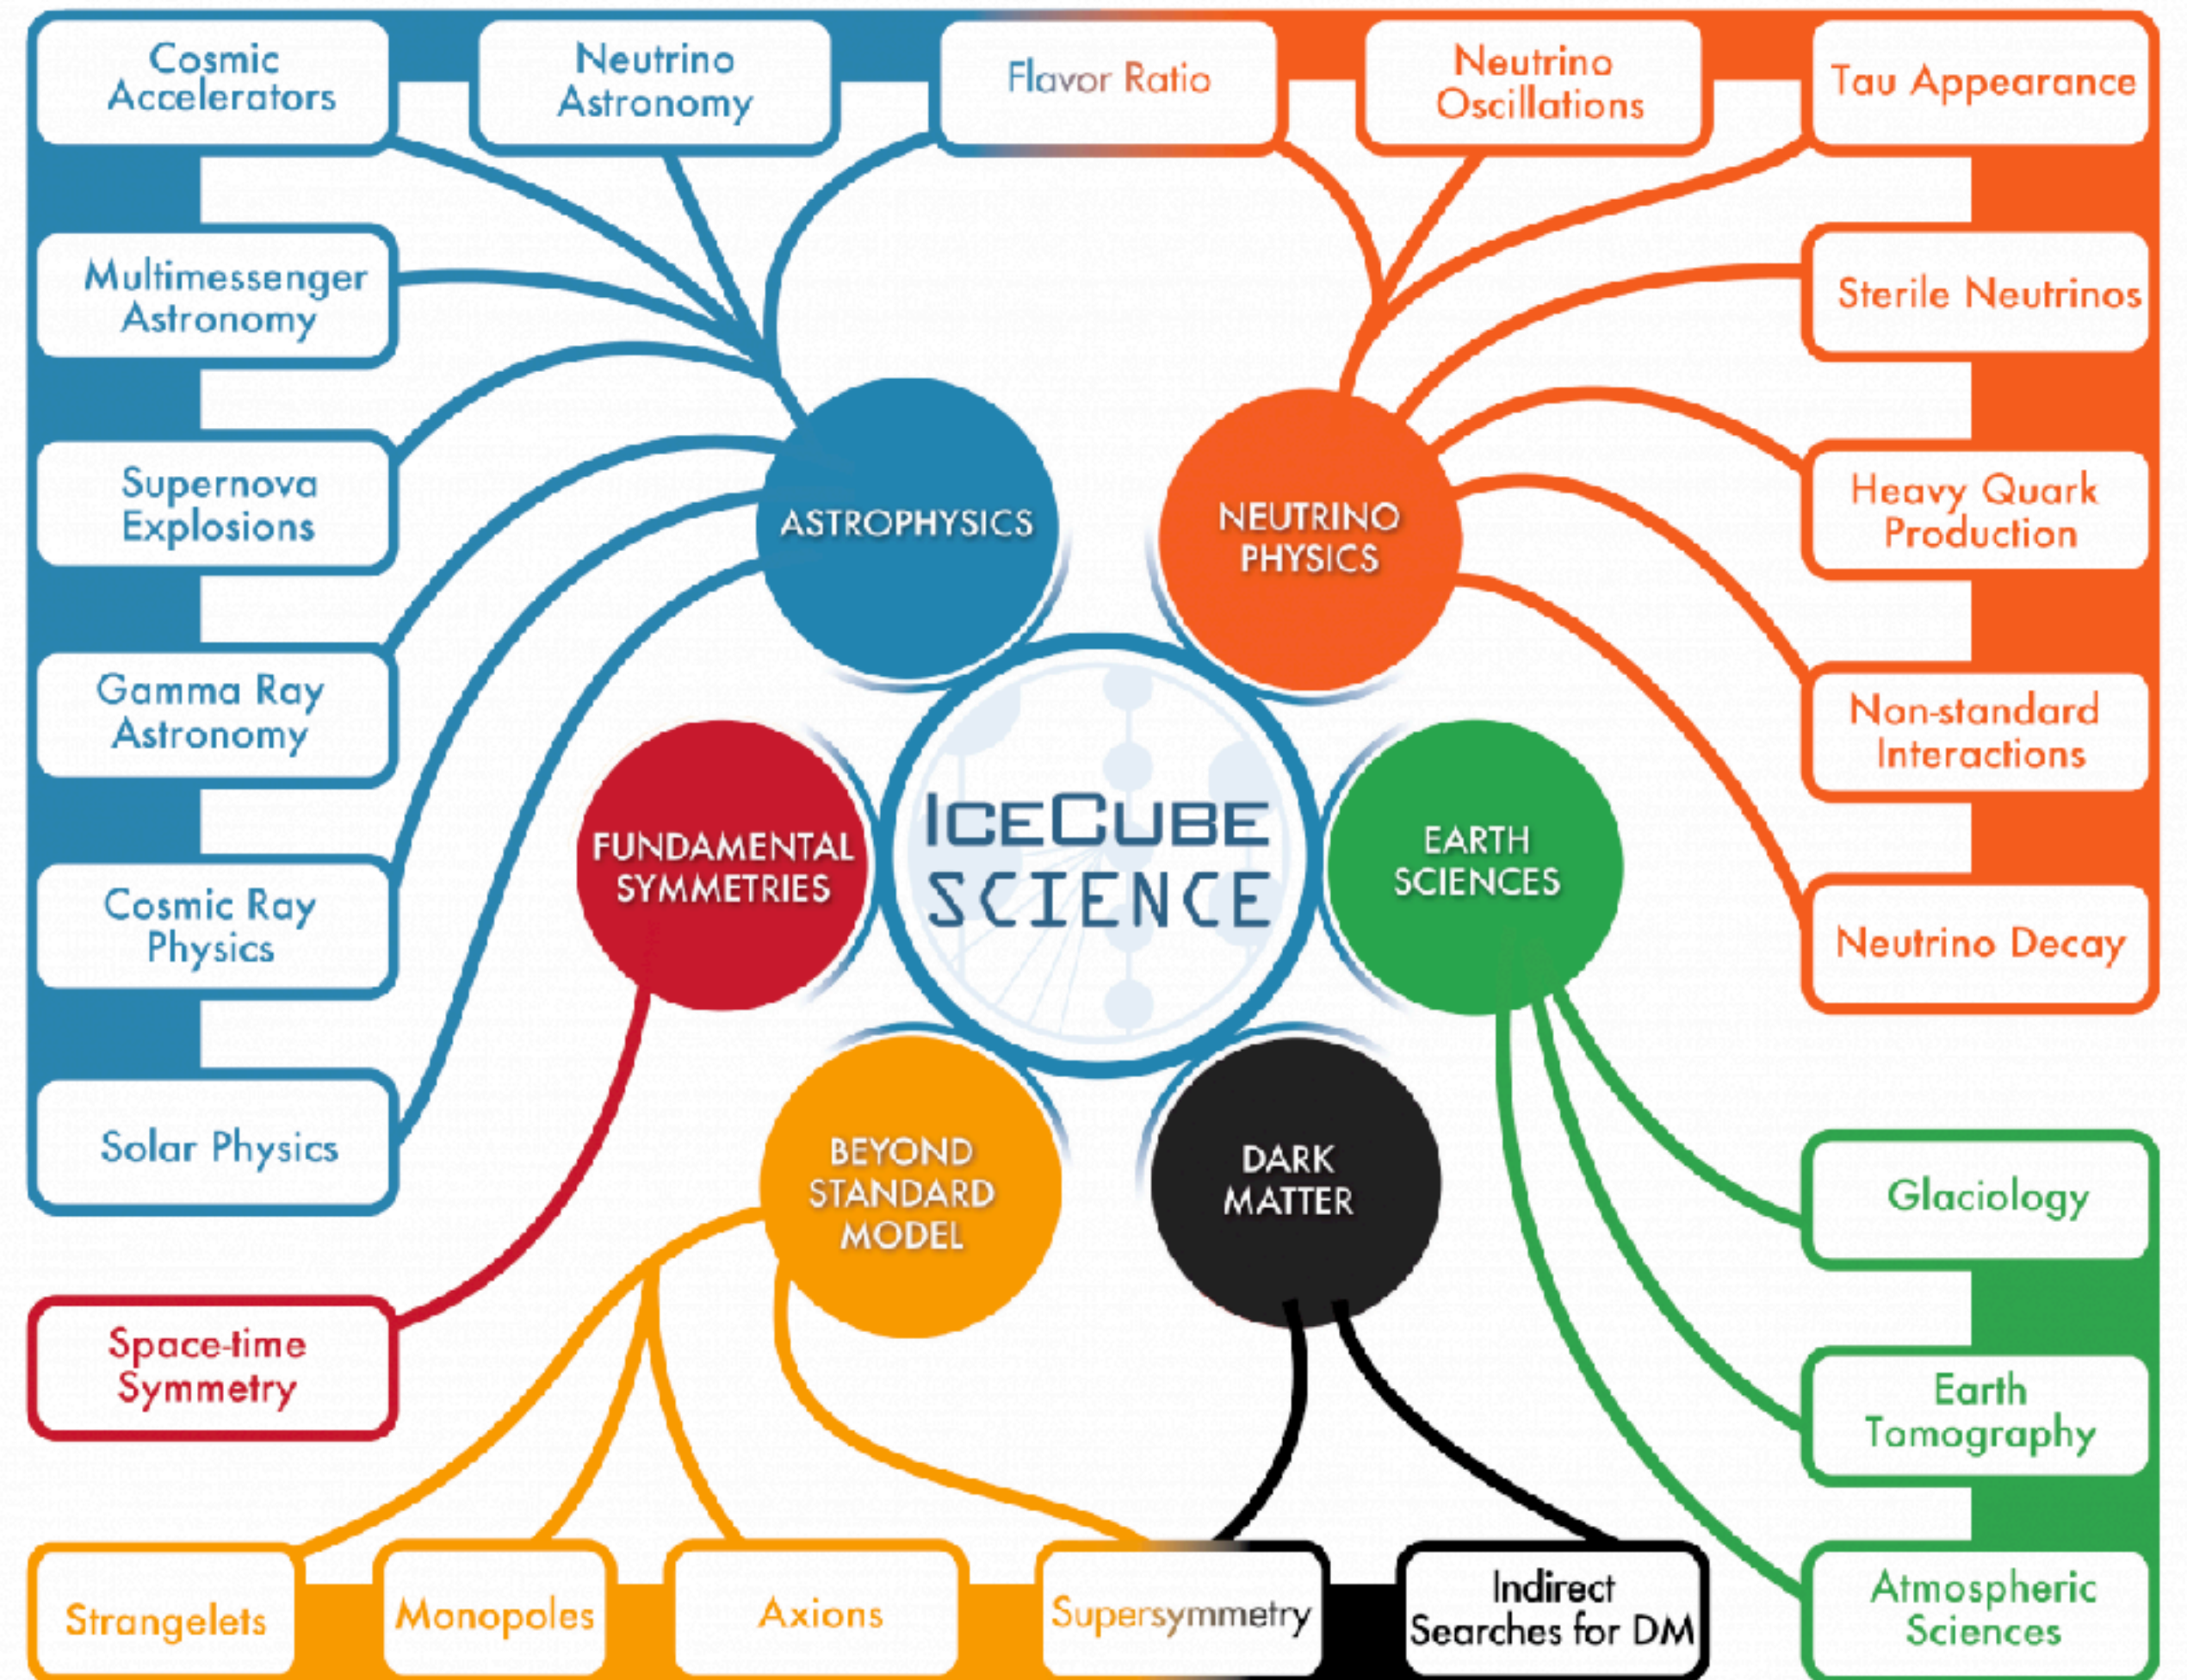 Cosmic
Accelerators
Neutrino
Astronomy
Flavor Ratio
Neutrino
Oscillations
Tau Appearance
Multimessenger
Astronomy
Sterile Neutrinos
Supernova
Explosions
ASTROPHYSICS
NEUTRINO
PHYSICS
Heavy Quark
Production
Gamma Ray
Astronomy
Non-standard
Interactions
FUNDAMENTAL
SYMMETRIES
ICECUBE
SCIENCE
EARTH
SCIENCES
Cosmic Ray
Physics
Neutrino Decay
Solar Physics
BEYOND
STANDARD
MODEL
DARK
MATTER
Glaciology
Space-time
Symmetry
Earth
Tomography
Strangelets
Monopoles
Axions
Supersymmetry
Indirect
Searches for DM
Atmospheric
Sciences